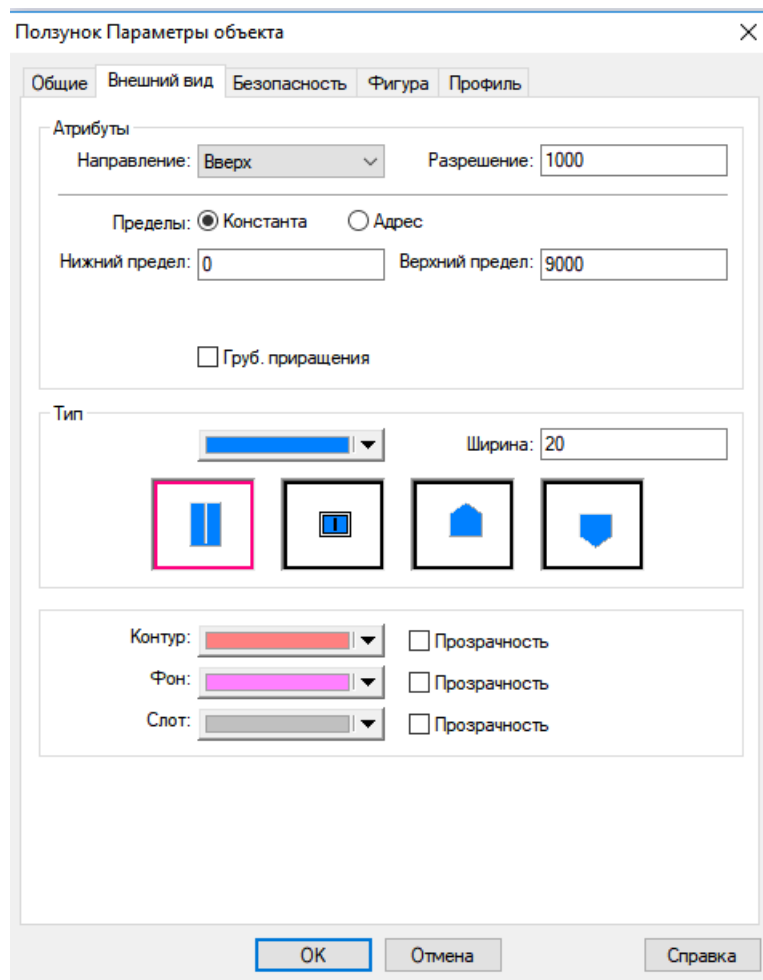 Ползунок Параметры объекта
Общие Внешний вид Безопасность Фигура Профиль
Атрибуты
Направление: Вверх Разрешение: 1000
Пределы: Константа Адрес
Нижний предел: 0 Верхний предел: 9000
Груб. приращения
Тип
Ширина: 20
Контур: Прозрачность
Фон: Прозрачность
Слот: Прозрачность
OK Отмена Справка